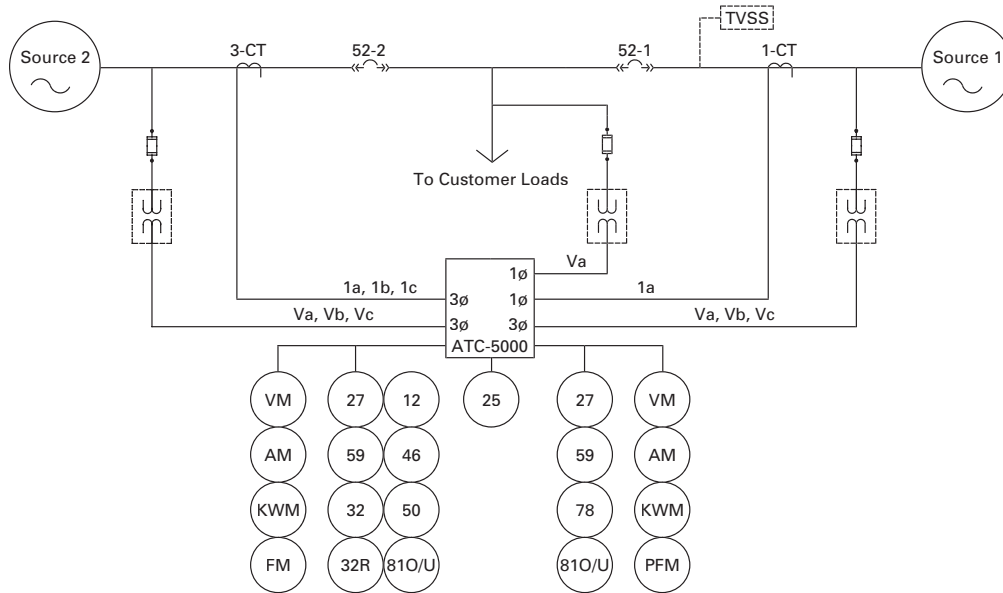 TVSS
Source 2
3-CT
52-2
52-1
1-CT
Source 1
To Customer Loads
Va
1ø
1a, 1b, 1c
3ø
1ø
1a
Va, Vb, Vc
3ø
3ø
Va, Vb, Vc
ATC-5000
VM
27
12
25
27
VM
AM
59
46
59
AM
KWM
32
50
78
KWM
FM
32R
81O/U
81O/U
PFM